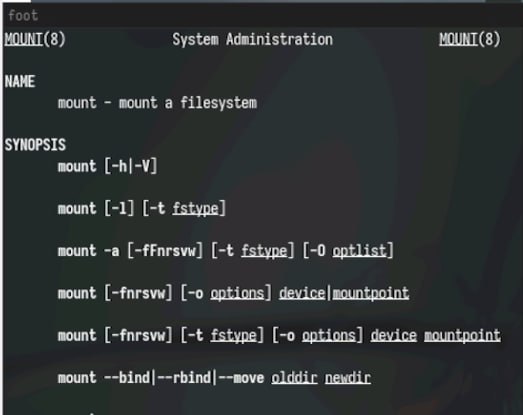 foot
MOUNT(8) System Administration MOUNT(8)
NAME
mount - mount a filesystem
SYNOPSIS
mount [-h|-V]
mount [-l] [-t fstype]
mount -a [-fFnrsvw] [-t fstype] [-O optlist]
mount [-fnrsvw] [-o options] device|mountpoint
mount [-fnrsvw] [-t fstype] [-o options] device mountpoint
mount --bind|--rbind|--move olddir newdir